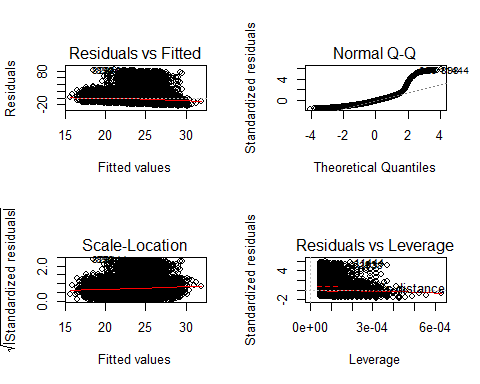 Residuals vs Fitted
Residuals
80
-20
15 20 25 30
Fitted values
Normal Q-Q
Standardized residuals
4
0
-4 -2 0 2 4
Theoretical Quantiles
Scale-Location
√|Standardized residuals|
2.0
0.0
15 20 25 30
Fitted values
Residuals vs Leverage
Standardized residuals
4
-2
distance
0e+00 3e-04 6e-04
Leverage